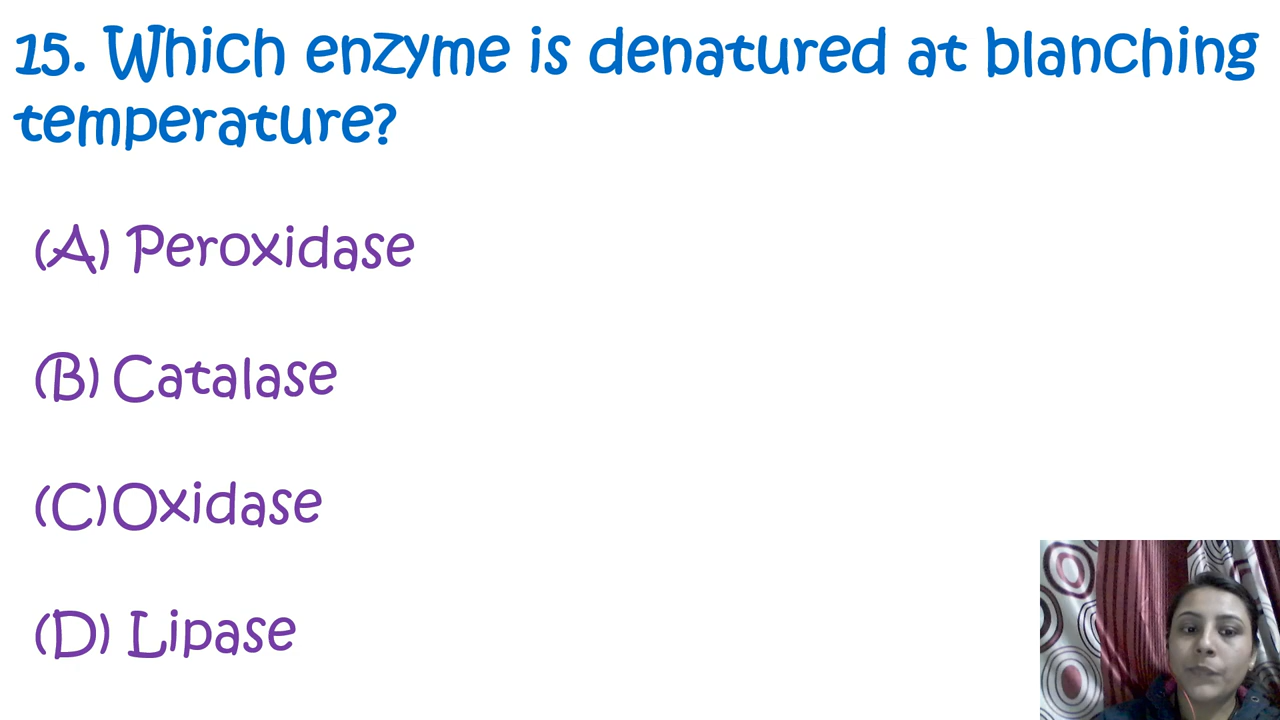 15. Which enzyme is denatured at blanching
temperature?
(A) Peroxidase
(B) Catalase
(C)Oxidase
(D) Lipase